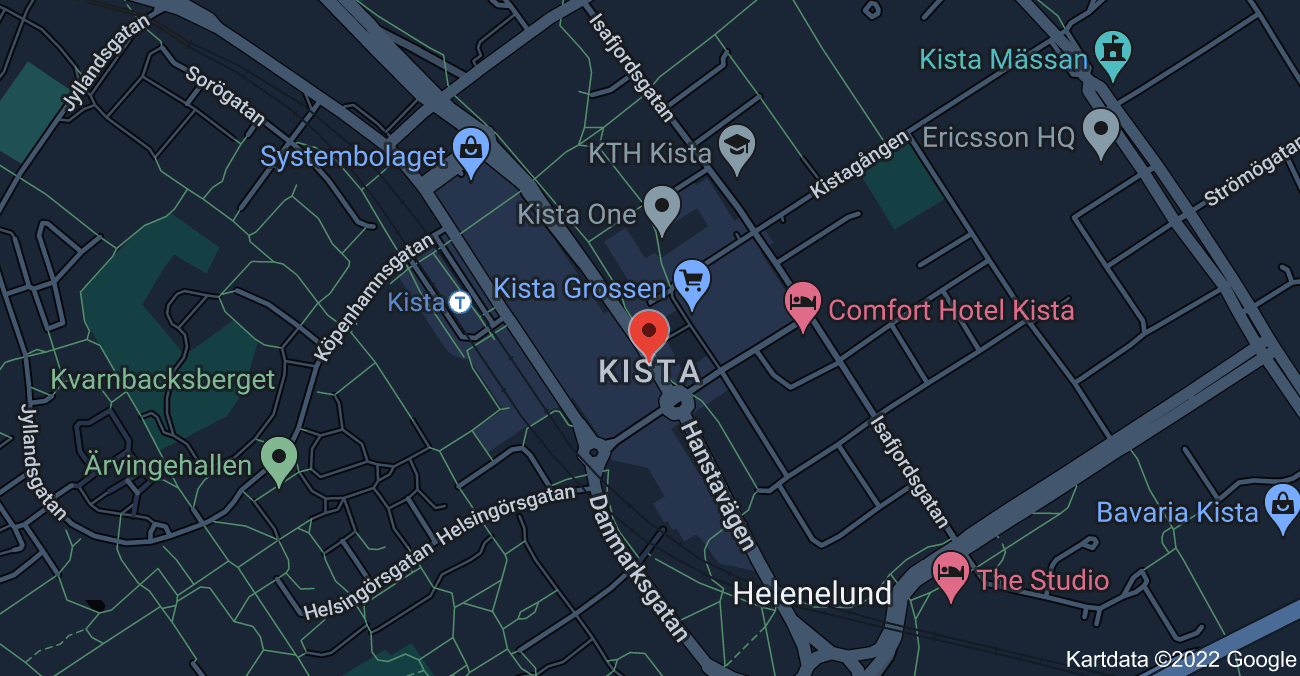 Jyllandsgatan
Isafjordsgatan
Kista Mässan
Sorögatan
Ericsson HQ
Systembolaget
KTH Kista
Kistagången
Strömögatan
Kista One
Köpenhamnsgatan
Kista T
Kista Grossen
Comfort Hotel Kista
KISTA
Kvarnbacksberget
Jyllandsgatan
Ärvingehallen
Hanstavägen
Isafjordsgatan
Helsingörsgatan
Danmarksgatan
Bavaria Kista
Helsingörsgatan
Helenelund
The Studio
Kartdata ©2022 Google